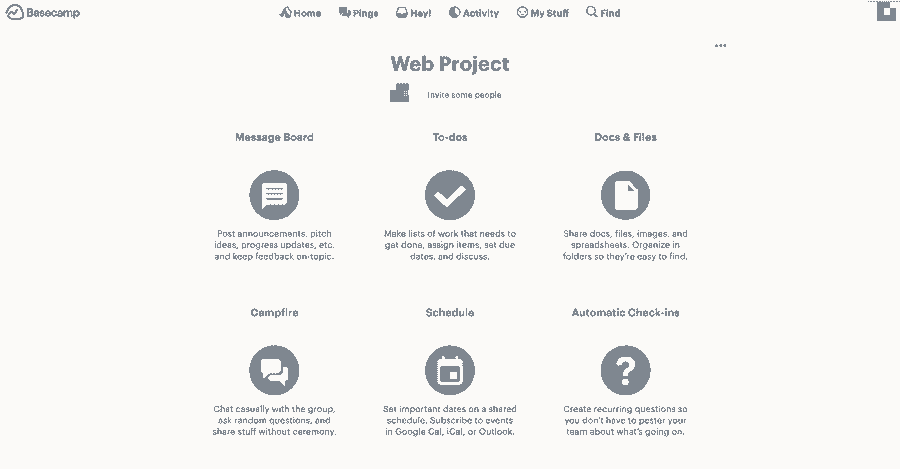 Basecamp
Home Pings Hey! Activity My Stuff Find
Web Project
Invite some people
Message Board
To-dos
Docs & Files
Post announcements, pitch
ideas, progress updates, etc.
and keep feedback on-topic.
Make lists of work that needs to
get done, assign items, set due
dates, and discuss.
Share docs, files, images, and
spreadsheets. Organize in
folders so they're easy to find.
Campfire
Schedule
Automatic Check-ins
Chat casually with the group,
ask random questions, and
share stuff without ceremony.
Set important dates on a shared
schedule. Subscribe to events
in Google Cal, iCal, or Outlook.
Create recurring questions so
you don't have to pester your
team about what's going on.